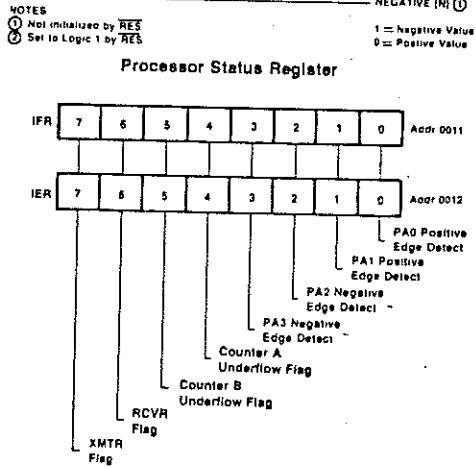 NOTES
① Not initialized by RES
② Set to Logic 1 by RES
NEGATIVE (N) ①
1 = Negative Value
0 = Positive Value
Processor Status Register
IFR 7 6 5 4 3 2 1 0 Addr 0011
IER 7 6 5 4 3 2 1 0 Addr 0012
PA0 Positive
Edge Detect
PA1 Positive
Edge Detect
PA2 Negative
Edge Detect
PA3 Negative
Edge Detect
Counter A
Underflow Flag
Counter B
Underflow Flag
RCVR
Flag
XMTR
Flag